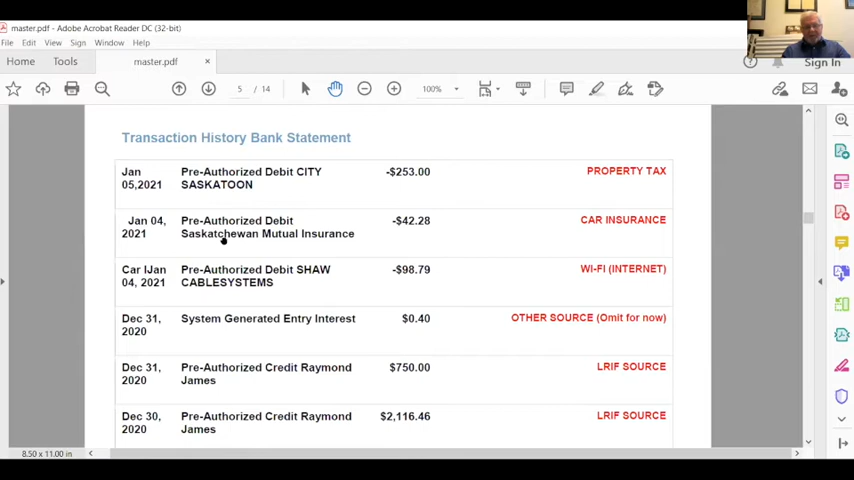 master.pdf - Adobe Acrobat Reader DC (32-bit)
File Edit View Sign Window Help
Home Tools master.pdf × Sign In
5 / 14 100%
Transaction History Bank Statement
Jan 05,2021 Pre-Authorized Debit CITY SASKATOON -$253.00 PROPERTY TAX
Jan 04, 2021 Pre-Authorized Debit Saskatchewan Mutual Insurance -$42.28 CAR INSURANCE
Car IJan 04, 2021 Pre-Authorized Debit SHAW CABLESYSTEMS -$98.79 WI-FI (INTERNET)
Dec 31, 2020 System Generated Entry Interest $0.40 OTHER SOURCE (Omit for now)
Dec 31, 2020 Pre-Authorized Credit Raymond James $750.00 LRIF SOURCE
Dec 30, 2020 Pre-Authorized Credit Raymond James $2,116.46 LRIF SOURCE
8.50 x 11.00 in